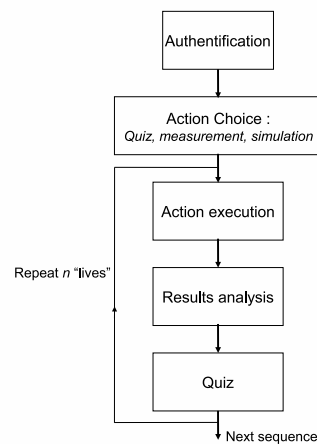 Authentification
Action Choice :
Quiz, measurement, simulation
Action execution
Repeat n “lives”
Results analysis
Quiz
Next sequence